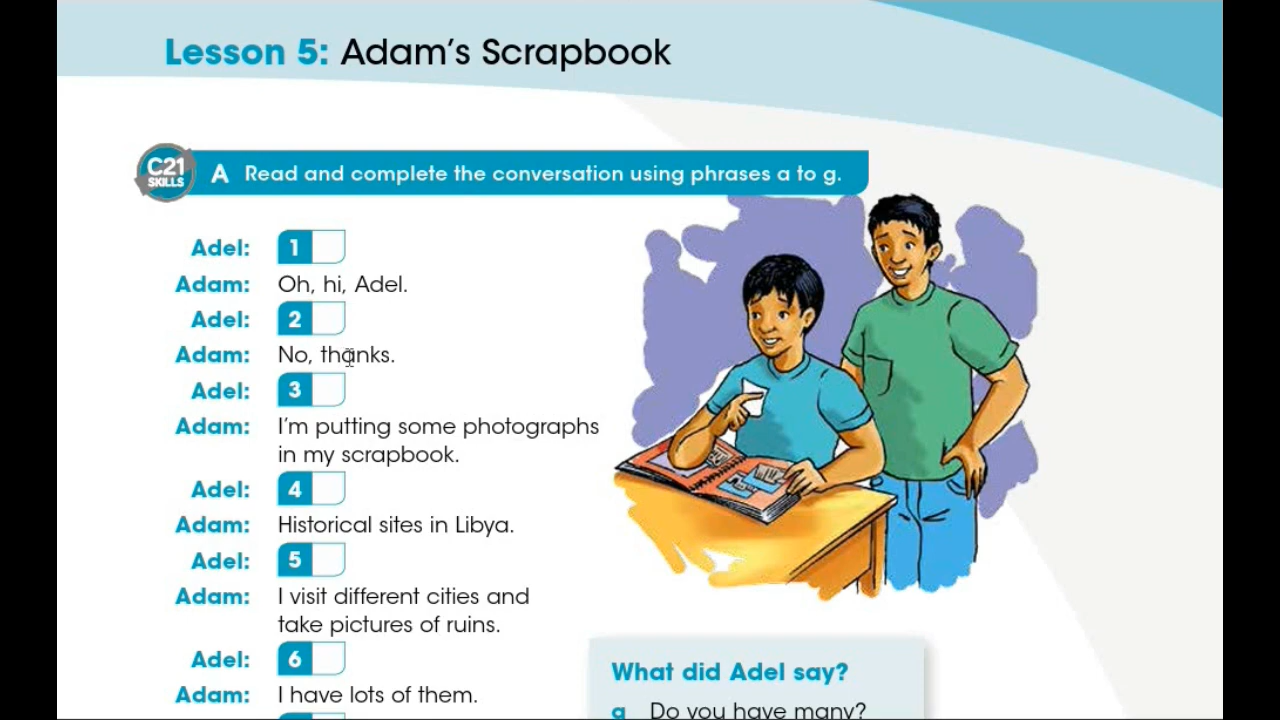 Lesson 5: Adam's Scrapbook
C21
SKILLS
A Read and complete the conversation using phrases a to g.
Adel: 1
Adam: Oh, hi, Adel.
Adel: 2
Adam: No, thanks.
Adel: 3
Adam: I'm putting some photographs
in my scrapbook.
Adel: 4
Adam: Historical sites in Libya.
Adel: 5
Adam: I visit different cities and
take pictures of ruins.
Adel: 6
Adam: I have lots of them.
What did Adel say?
a Do you have many?